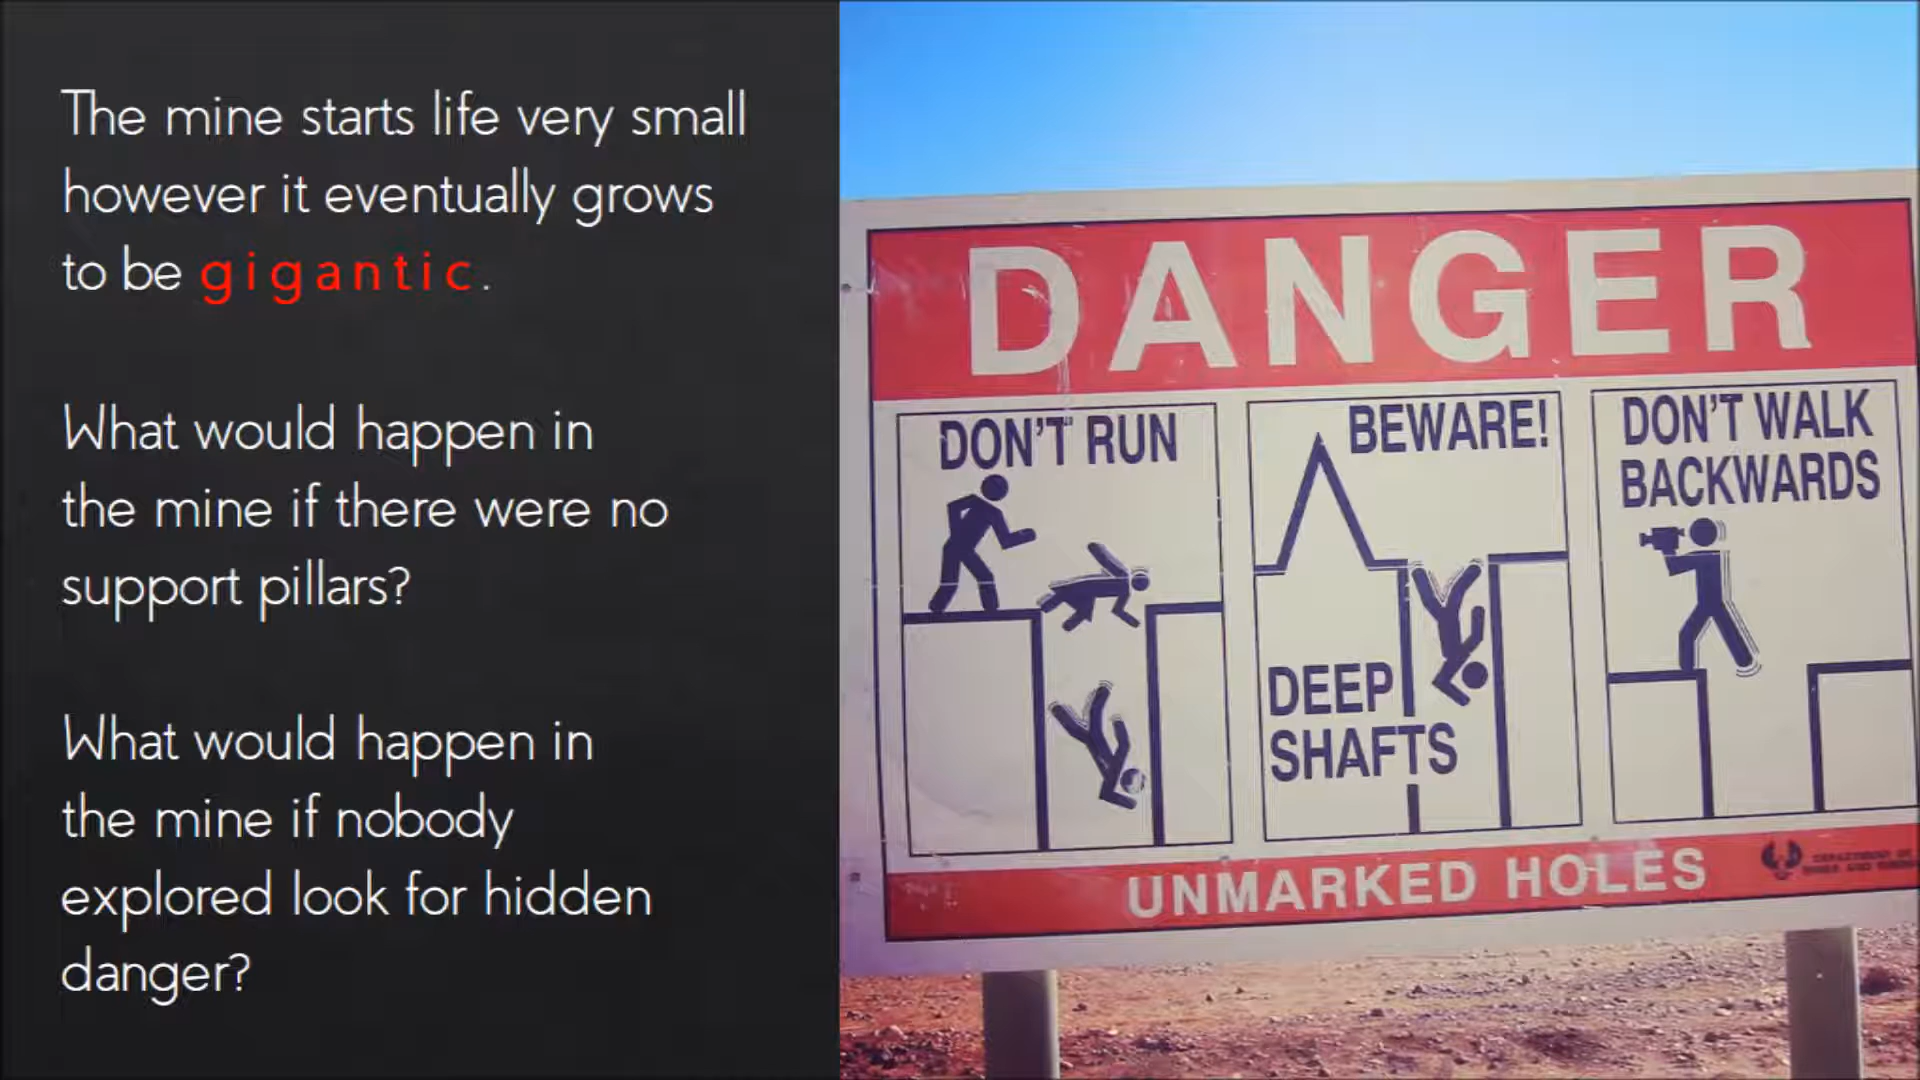 The mine starts life very small
however it eventually grows
to be gigantic.
What would happen in
the mine if there were no
support pillars?
What would happen in
the mine if nobody
explored look for hidden
danger?
DANGER
DON'T RUN
BEWARE!
DEEP
SHAFTS
DON'T WALK
BACKWARDS
UNMARKED HOLES